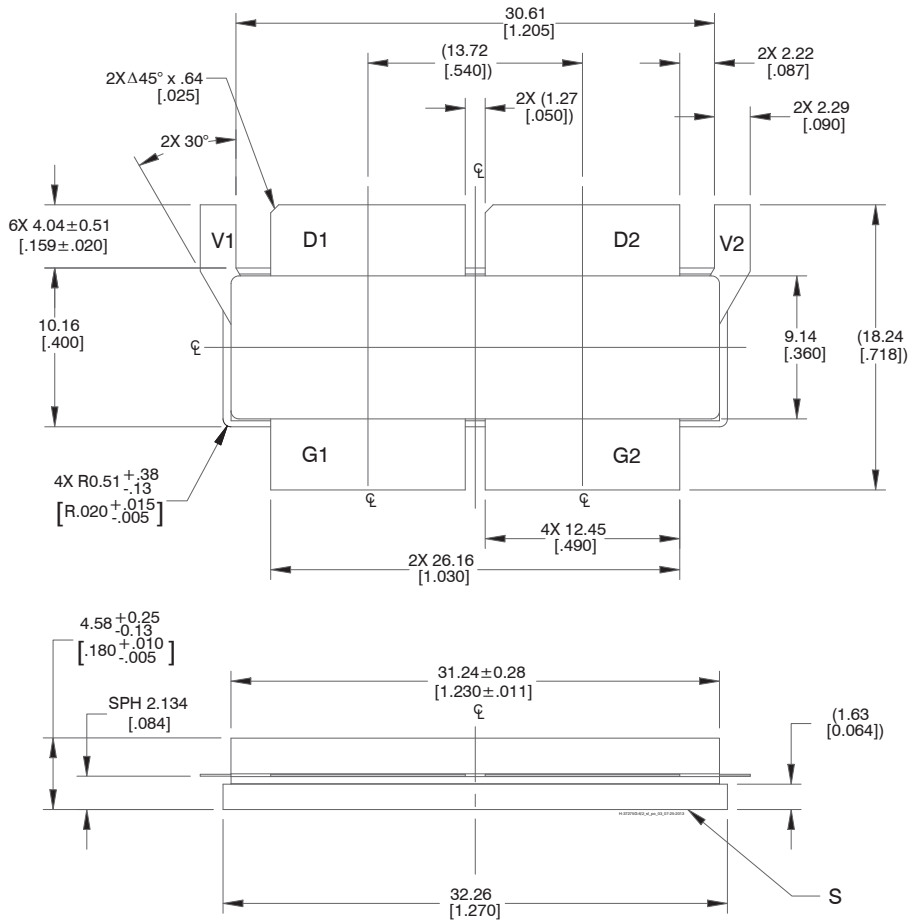 30.61
[1.205]
(13.72
[.540])
2X 2.22
[.087]
2X Δ45° x .64
[.025]
2X (1.27
[.050])
2X 2.29
[.090]
2X 30°
℄
6X 4.04±0.51
[.159±.020]
V1
D1
D2
V2
10.16
[.400]
℄
9.14
[.360]
(18.24
[.718])
G1
G2
4X R0.51 +.38 -.13
[R.020 +.015 -.005]
℄
℄
4X 12.45
[.490]
2X 26.16
[1.030]
4.58 +0.25 -0.13
[.180 +.010 -.005]
31.24±0.28
[1.230±.011]
SPH 2.134
[.084]
℄
(1.63
[0.064])
S
32.26
[1.270]